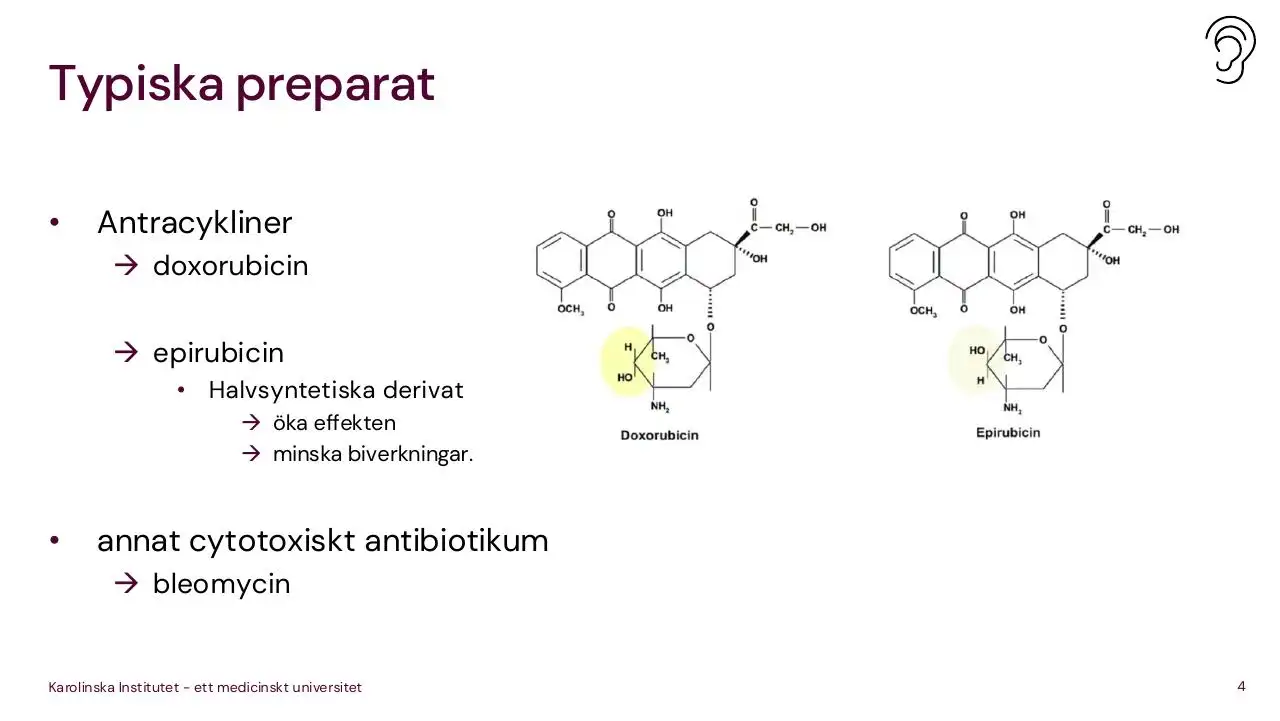 Typiska preparat
• Antracykliner
→ doxorubicin
→ epirubicin
• Halvsyntetiska derivat
→ öka effekten
→ minska biverkningar.
• annat cytotoxiskt antibiotikum
→ bleomycin
O OH O
C—CH₂—OH
OH
OCH₃ O OH
O
O
H
CH₃
HO
NH₂
Doxorubicin
O OH O
C—CH₂—OH
OH
OCH₃ O OH
O
O
HO
CH₃
H
NH₂
Epirubicin
Karolinska Institutet - ett medicinskt universitet
4